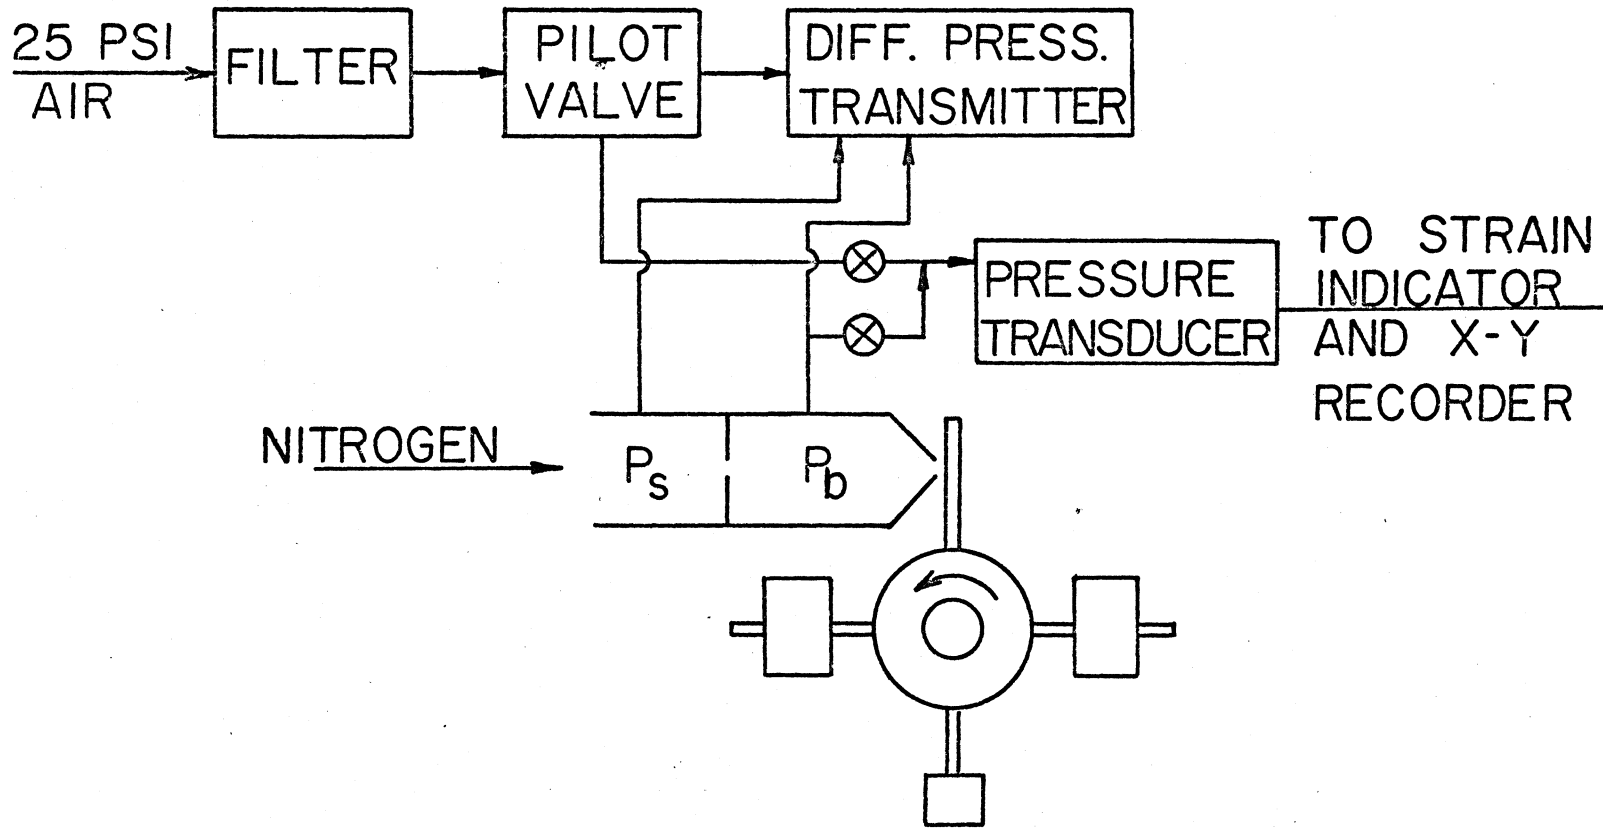 25 PSI
AIR
FILTER
PILOT
VALVE
DIFF. PRESS.
TRANSMITTER
PRESSURE
TRANSDUCER
TO STRAIN
INDICATOR
AND X-Y
RECORDER
NITROGEN
Ps
Pb